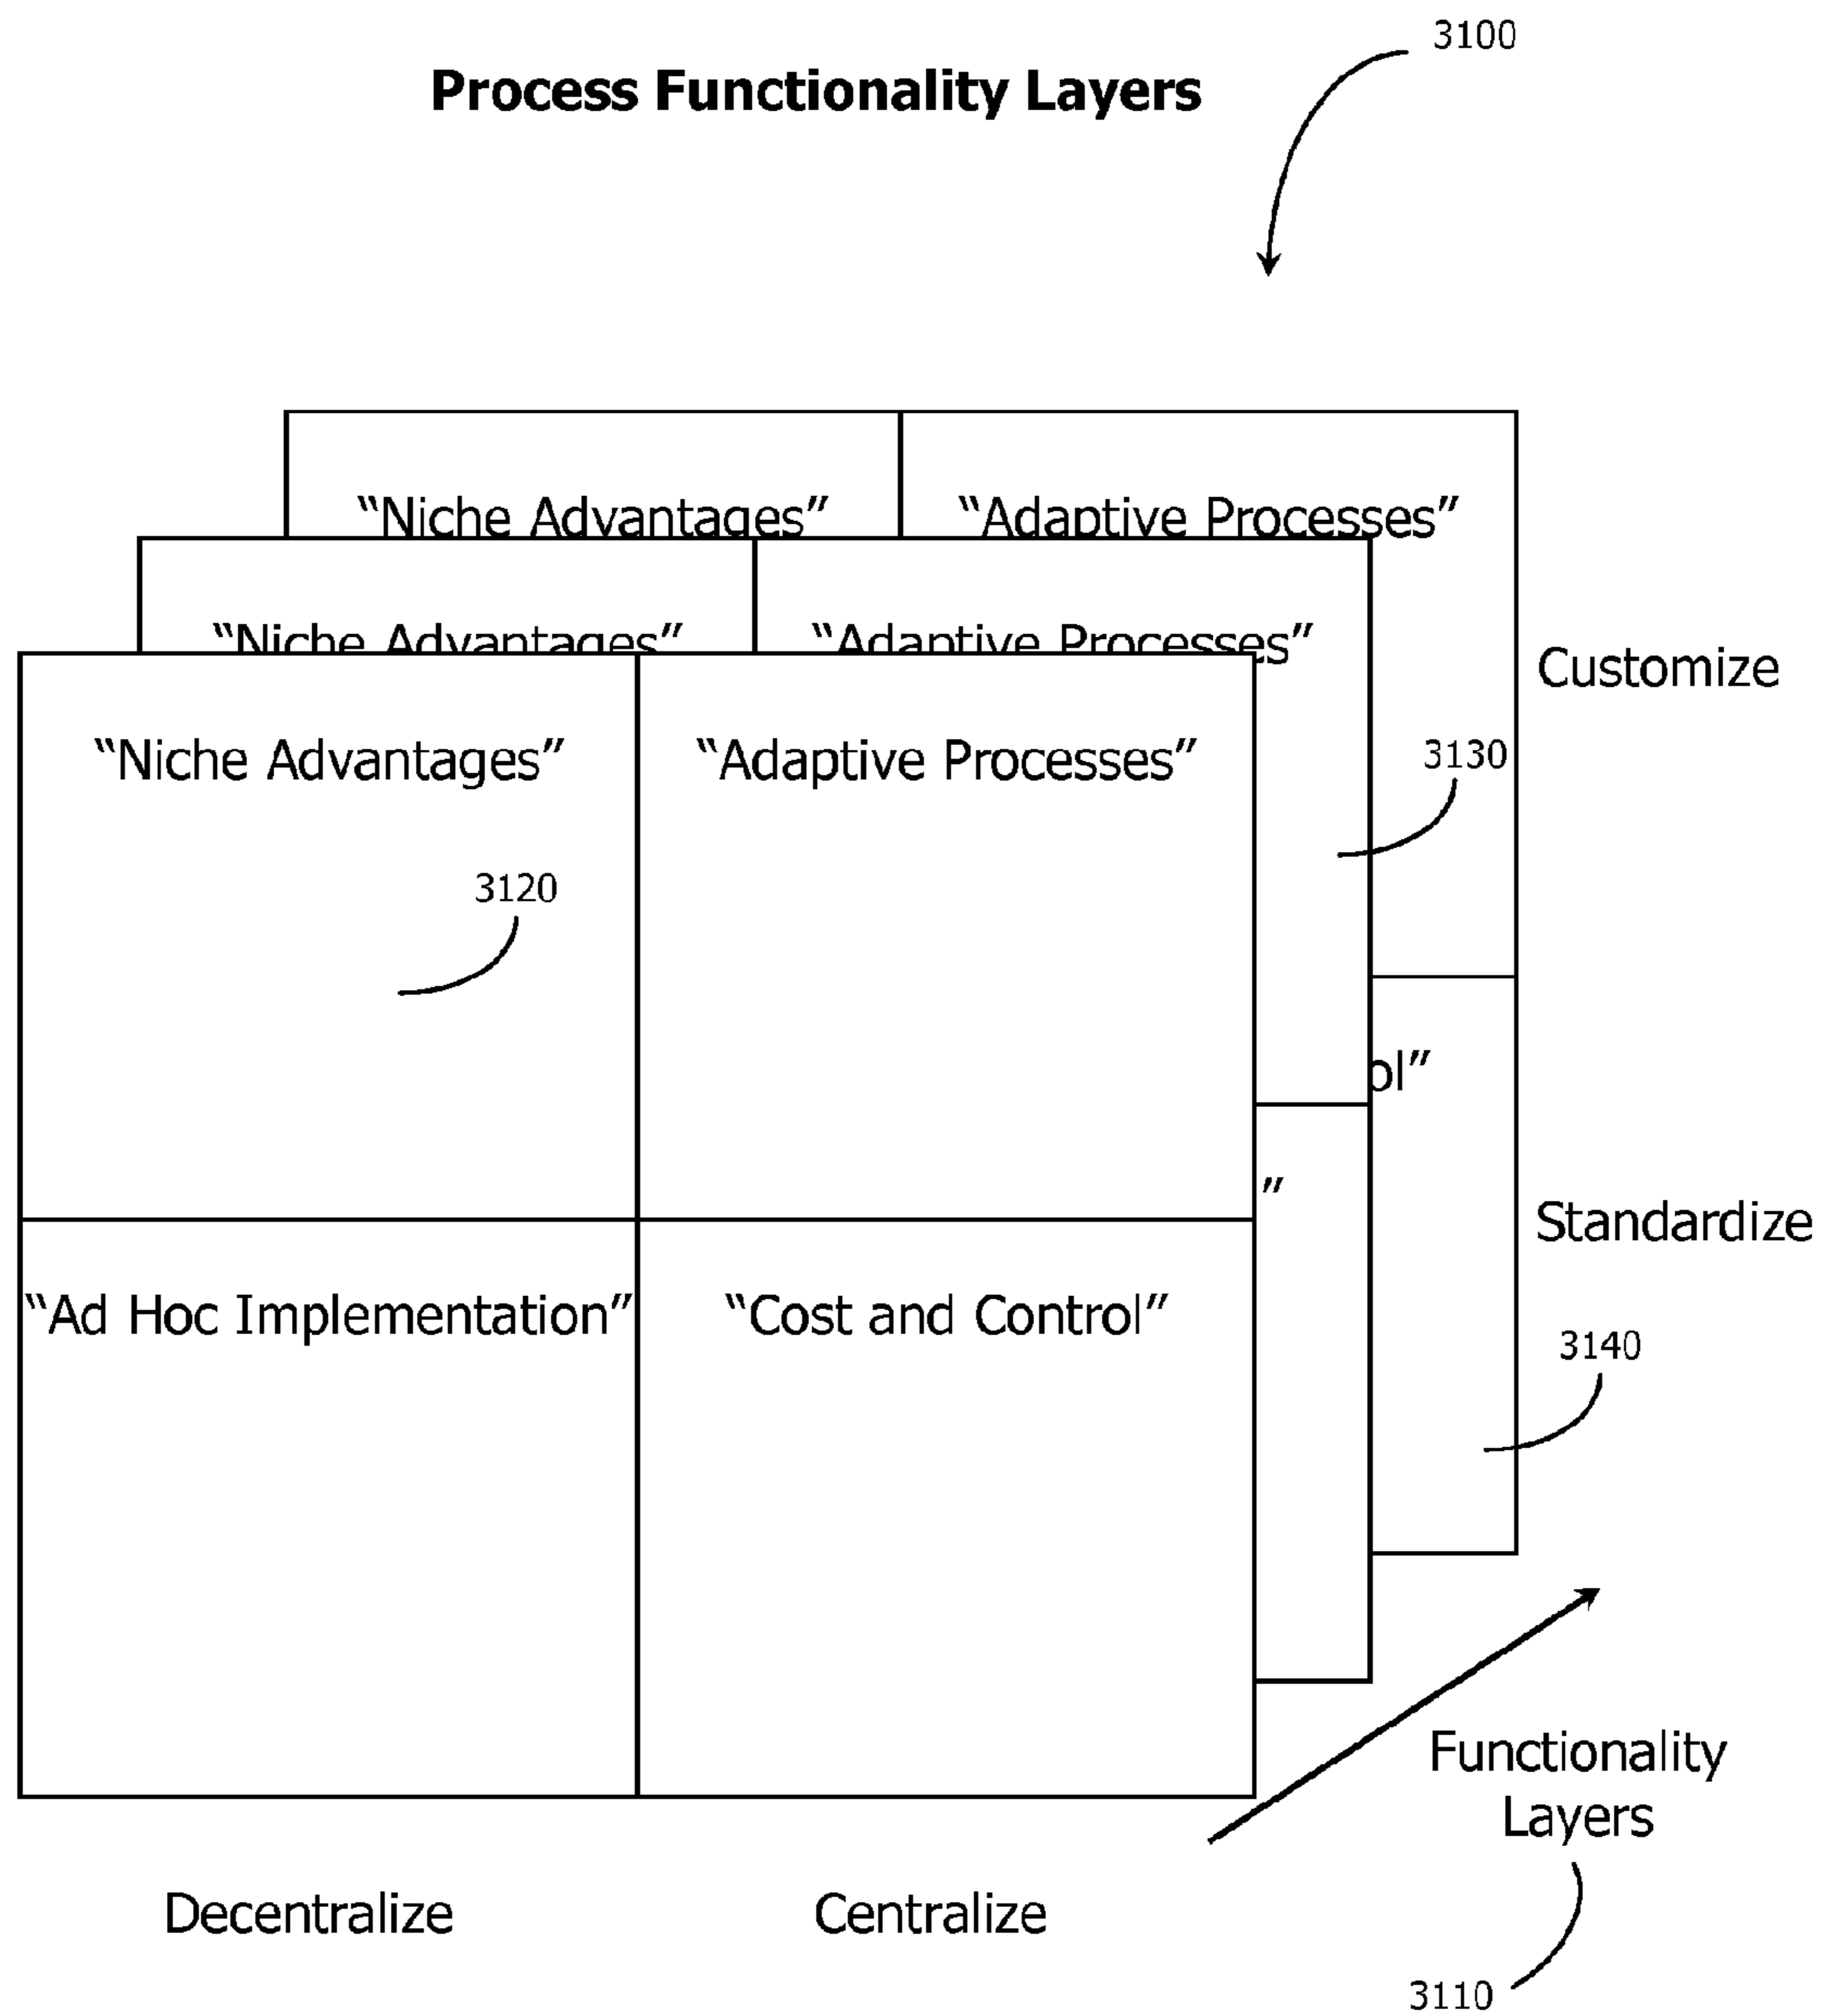 3100
Process Functionality Layers
“Niche Advantages” “Adaptive Processes”
“Niche Advantages” “Adaptive Processes”
Customize
“Niche Advantages” “Adaptive Processes”
3130
3120
ol”
”
Standardize
“Ad Hoc Implementation” “Cost and Control”
3140
Functionality
Layers
Decentralize Centralize
3110